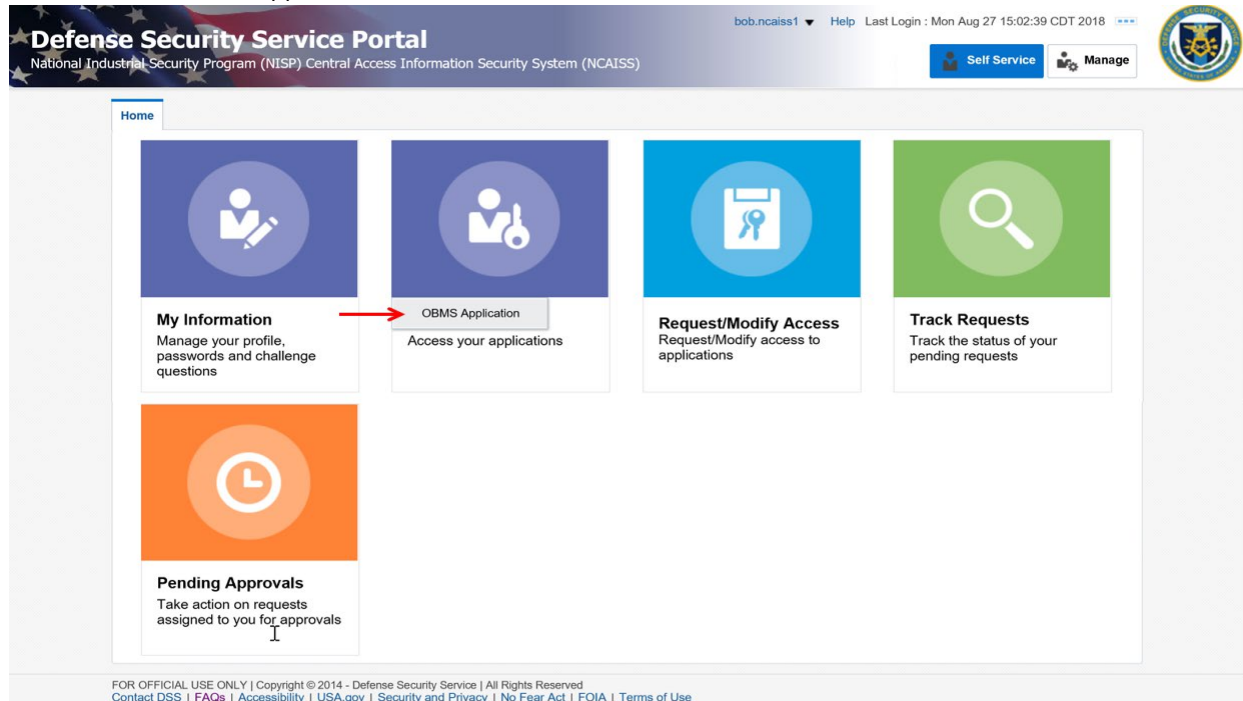 bob.ncaiss1 Help Last Login : Mon Aug 27 15:02:39 CDT 2018
Defense Security Service Portal
National Industrial Security Program (NISP) Central Access Information Security System (NCAISS)
Self Service Manage
Home
My Information
Manage your profile,
passwords and challenge
questions
OBMS Application
Access your applications
Request/Modify Access
Request/Modify access to
applications
Track Requests
Track the status of your
pending requests
Pending Approvals
Take action on requests
assigned to you for approvals
FOR OFFICIAL USE ONLY | Copyright © 2014 - Defense Security Service | All Rights Reserved
Contact DSS | FAQs | Accessibility | USA.gov | Security and Privacy | No Fear Act | FOIA | Terms of Use